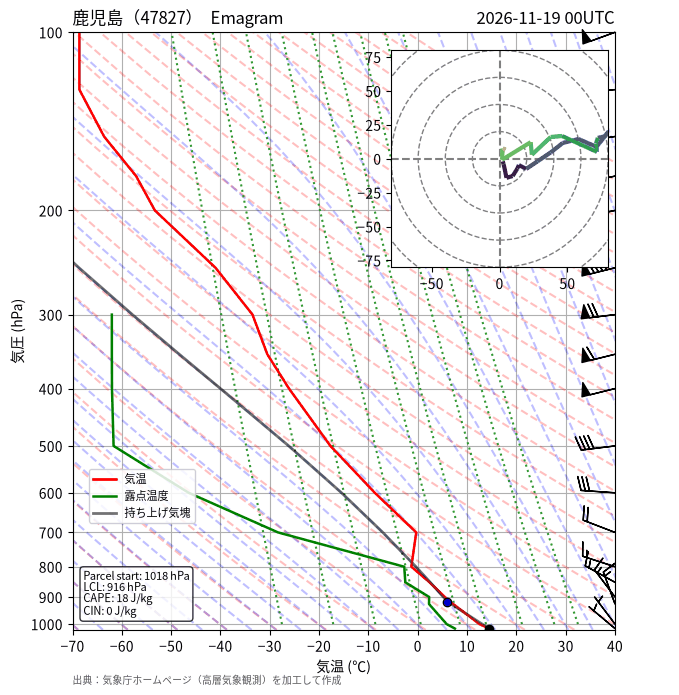 鹿児島（47827） Emagram
2026-11-19 00UTC
100
200
300
400
500
600
700
800
900
1000
気圧 (hPa)
75
50
25
0
−25
−50
−75
−50
0
50
気温
露点温度
持ち上げ気塊
Parcel start: 1018 hPa
LCL: 916 hPa
CAPE: 18 J/kg
CIN: 0 J/kg
−70
−60
−50
−40
−30
−20
−10
0
10
20
30
40
気温 (℃)
出典：気象庁ホームページ（高層気象観測）を加工して作成